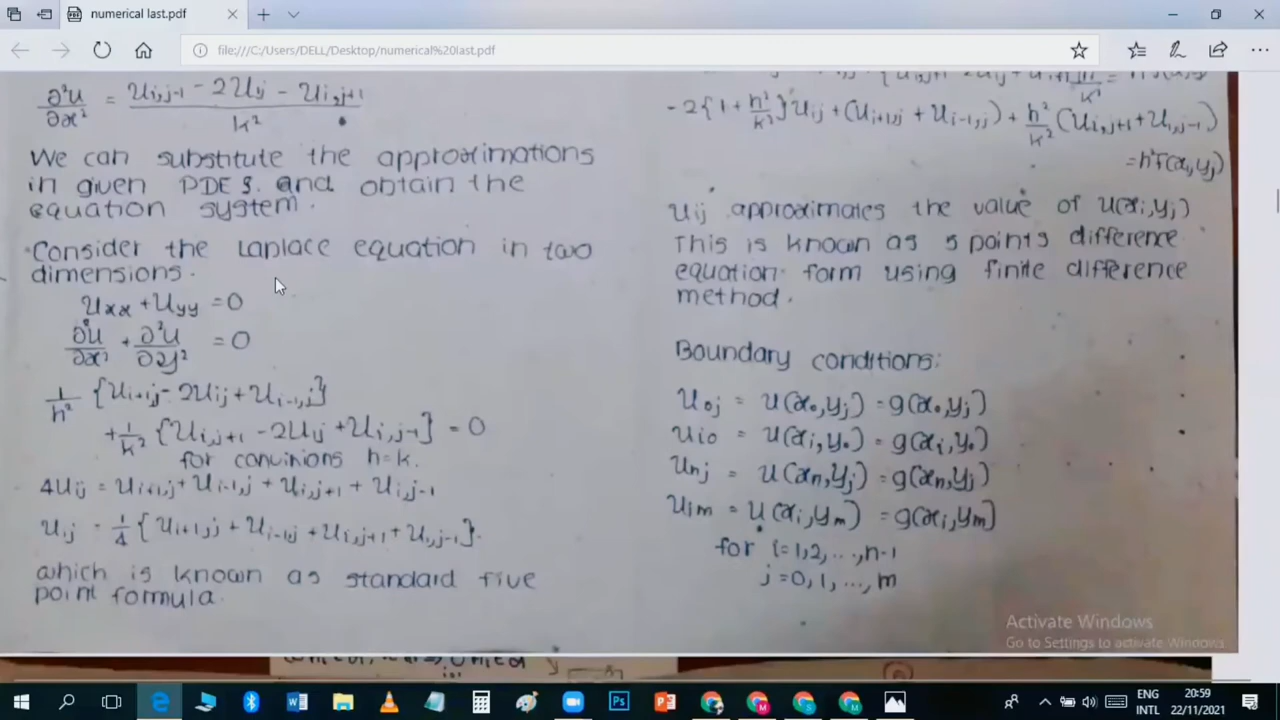 numerical last.pdf
file:///C:/Users/DELL/Desktop/numerical%20last.pdf
∂²u/∂x² = (u_{i,j-1} - 2u_{ij} - u_{i,j+1})/k²
We can substitute the approximations
in given PDE s. and obtain the
equation system.
Consider the Laplace equation in two
dimensions.
u_{xx} + u_{yy} = 0
∂²u/∂x² + ∂²u/∂y² = 0
1/h² {u_{i+1,j} - 2u_{ij} + u_{i-1,j}}
+ 1/k² {u_{i,j+1} - 2u_{ij} + u_{i,j-1}} = 0
for convinions h=k.
4u_{ij} = u_{i+1,j} + u_{i-1,j} + u_{i,j+1} + u_{i,j-1}
u_{ij} = 1/4 {u_{i+1,j} + u_{i-1,j} + u_{i,j+1} + u_{i,j-1}}.
which is known as standard five
point formula.
-2{1 + h²/k²}u_{ij} + (u_{i+1,j} + u_{i-1,j}) + h²/k² (u_{i,j+1} + u_{i,j-1})
= h²f(x_i,y_j)
u_{ij} approximates the value of u(x_i,y_j)
This is known as 5 points difference
equation form using finite difference
method.
Boundary conditions:
u_{0j} = u(x_0,y_j) = g(x_0,y_j)
u_{i0} = u(x_i,y_0) = g(x_i,y_0)
u_{nj} = u(x_n,y_j) = g(x_n,y_j)
u_{im} = u(x_i,y_m) = g(x_i,y_m)
for i=1,2,...,n-1
j=0,1,...,m
Activate Windows
Go to Settings to activate Windows.
ENG
INTL
20:59
22/11/2021